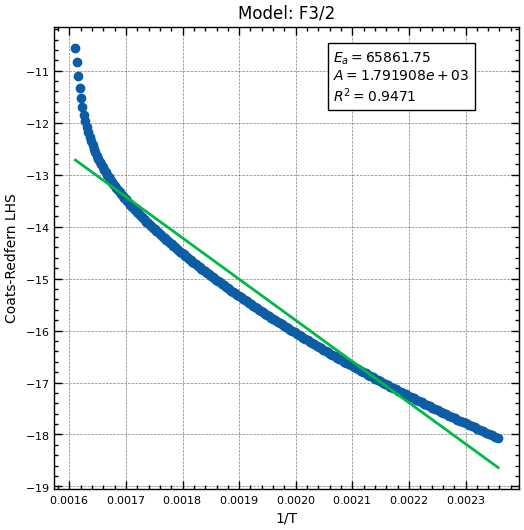 Model: F3/2
E_a = 65861.75
A = 1.791908e + 03
R^2 = 0.9471
Coats-Redfern LHS
−11
−12
−13
−14
−15
−16
−17
−18
−19
0.0016 0.0017 0.0018 0.0019 0.0020 0.0021 0.0022 0.0023
1/T